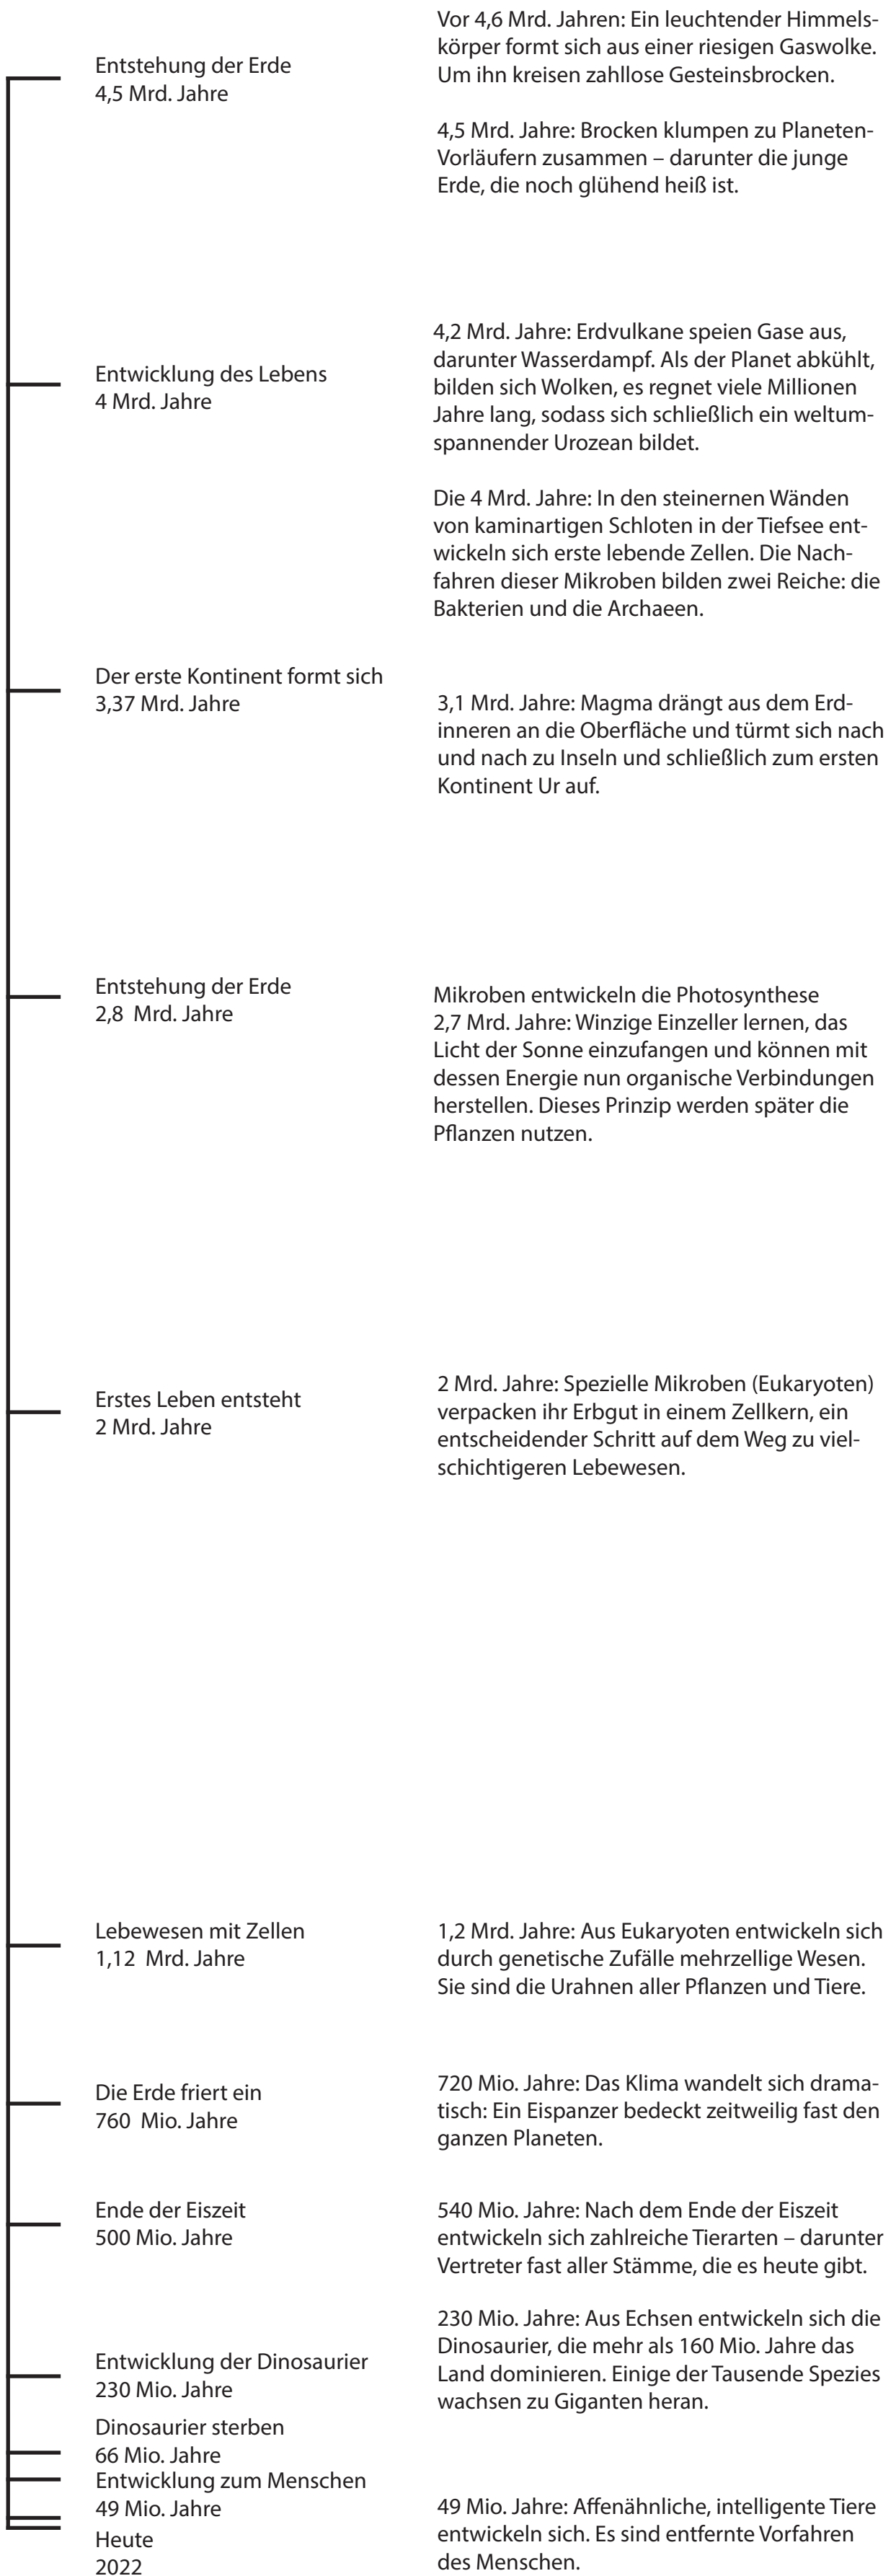 Entstehung der Erde
4,5 Mrd. Jahre
Vor 4,6 Mrd. Jahren: Ein leuchtender Himmels-
körper formt sich aus einer riesigen Gaswolke.
Um ihn kreisen zahllose Gesteinsbrocken.
4,5 Mrd. Jahre: Brocken klumpen zu Planeten-
Vorläufern zusammen – darunter die junge
Erde, die noch glühend heiß ist.
Entwicklung des Lebens
4 Mrd. Jahre
4,2 Mrd. Jahre: Erdvulkane speien Gase aus,
darunter Wasserdampf. Als der Planet abkühlt,
bilden sich Wolken, es regnet viele Millionen
Jahre lang, sodass sich schließlich ein weltum-
spannender Urozean bildet.
Die 4 Mrd. Jahre: In den steinernen Wänden
von kaminartigen Schloten in der Tiefsee ent-
wickeln sich erste lebende Zellen. Die Nach-
fahren dieser Mikroben bilden zwei Reiche: die
Bakterien und die Archaeen.
Der erste Kontinent formt sich
3,37 Mrd. Jahre
3,1 Mrd. Jahre: Magma drängt aus dem Erd-
inneren an die Oberfläche und türmt sich nach
und nach zu Inseln und schließlich zum ersten
Kontinent Ur auf.
Entstehung der Erde
2,8 Mrd. Jahre
Mikroben entwickeln die Photosynthese
2,7 Mrd. Jahre: Winzige Einzeller lernen, das
Licht der Sonne einzufangen und können mit
dessen Energie nun organische Verbindungen
herstellen. Dieses Prinzip werden später die
Pflanzen nutzen.
Erstes Leben entsteht
2 Mrd. Jahre
2 Mrd. Jahre: Spezielle Mikroben (Eukaryoten)
verpacken ihr Erbgut in einem Zellkern, ein
entscheidender Schritt auf dem Weg zu viel-
schichtigeren Lebewesen.
Lebewesen mit Zellen
1,12 Mrd. Jahre
1,2 Mrd. Jahre: Aus Eukaryoten entwickeln sich
durch genetische Zufälle mehrzellige Wesen.
Sie sind die Urahnen aller Pflanzen und Tiere.
Die Erde friert ein
760 Mio. Jahre
720 Mio. Jahre: Das Klima wandelt sich drama-
tisch: Ein Eispanzer bedeckt zeitweilig fast den
ganzen Planeten.
Ende der Eiszeit
500 Mio. Jahre
540 Mio. Jahre: Nach dem Ende der Eiszeit
entwickeln sich zahlreiche Tierarten – darunter
Vertreter fast aller Stämme, die es heute gibt.
Entwicklung der Dinosaurier
230 Mio. Jahre
230 Mio. Jahre: Aus Echsen entwickeln sich die
Dinosaurier, die mehr als 160 Mio. Jahre das
Land dominieren. Einige der Tausende Spezies
wachsen zu Giganten heran.
Dinosaurier sterben
66 Mio. Jahre
Entwicklung zum Menschen
49 Mio. Jahre
49 Mio. Jahre: Affenähnliche, intelligente Tiere
entwickeln sich. Es sind entfernte Vorfahren
des Menschen.
Heute
2022